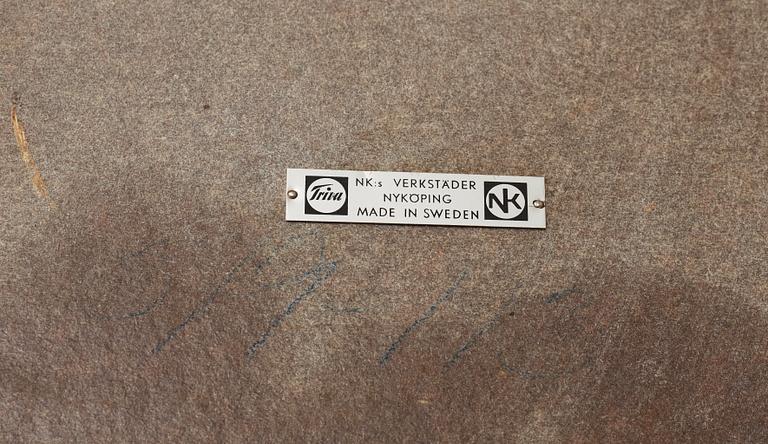 Triva
NK:s VERKSTÄDER
NYKÖPING
MADE IN SWEDEN
NK